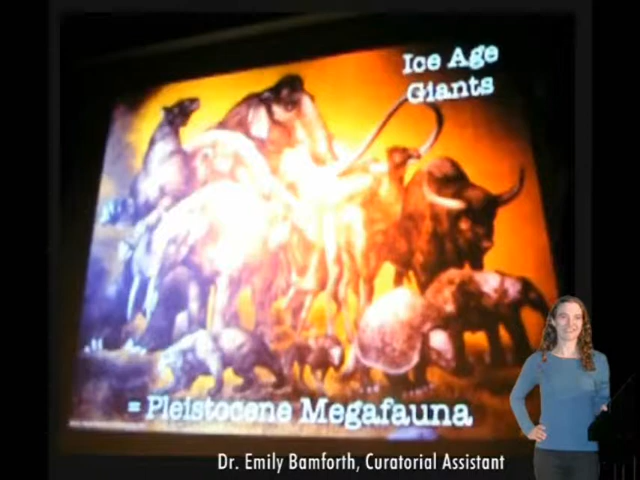 Ice Age
Giants
= Pleistocene Megafauna
Dr. Emily Bamforth, Curatorial Assistant